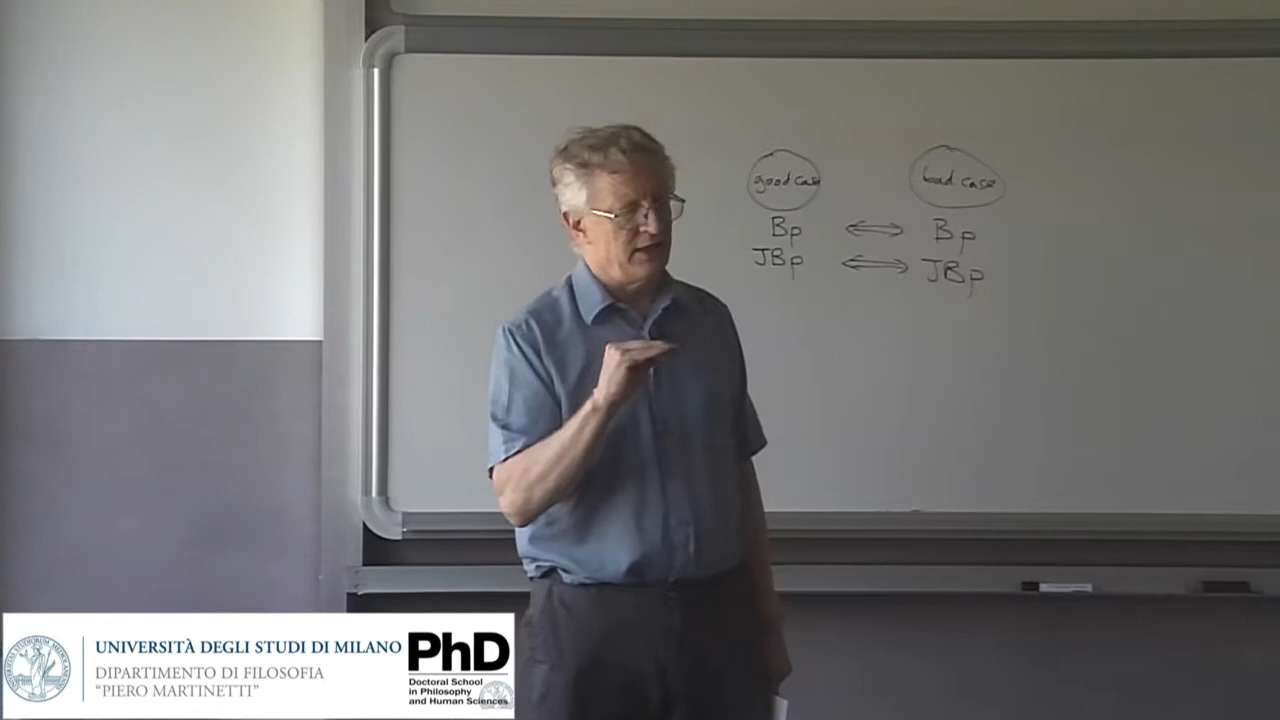 good case bad case
Bp ⇔ Bp
JBp ⇔ JBp
UNIVERSITÀ DEGLI STUDI DI MILANO
DIPARTIMENTO DI FILOSOFIA
"PIERO MARTINETTI"
PhD
Doctoral School
in Philosophy
and Human Sciences